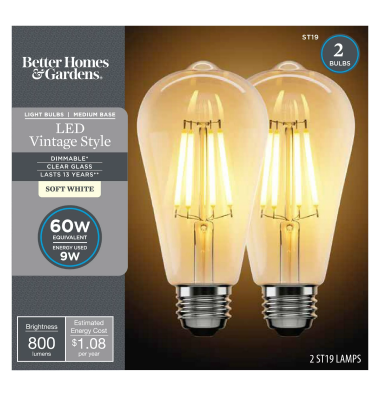 ST19
2
BULBS
Better Homes
&Gardens®
LIGHT BULBS | MEDIUM BASE
LED
Vintage Style
DIMMABLE*
CLEAR GLASS
LASTS 13 YEARS**
SOFT WHITE
60W
EQUIVALENT
ENERGY USED
9W
Brightness
800
lumens
Estimated
Energy Cost
$1.08
per year
2 ST19 LAMPS